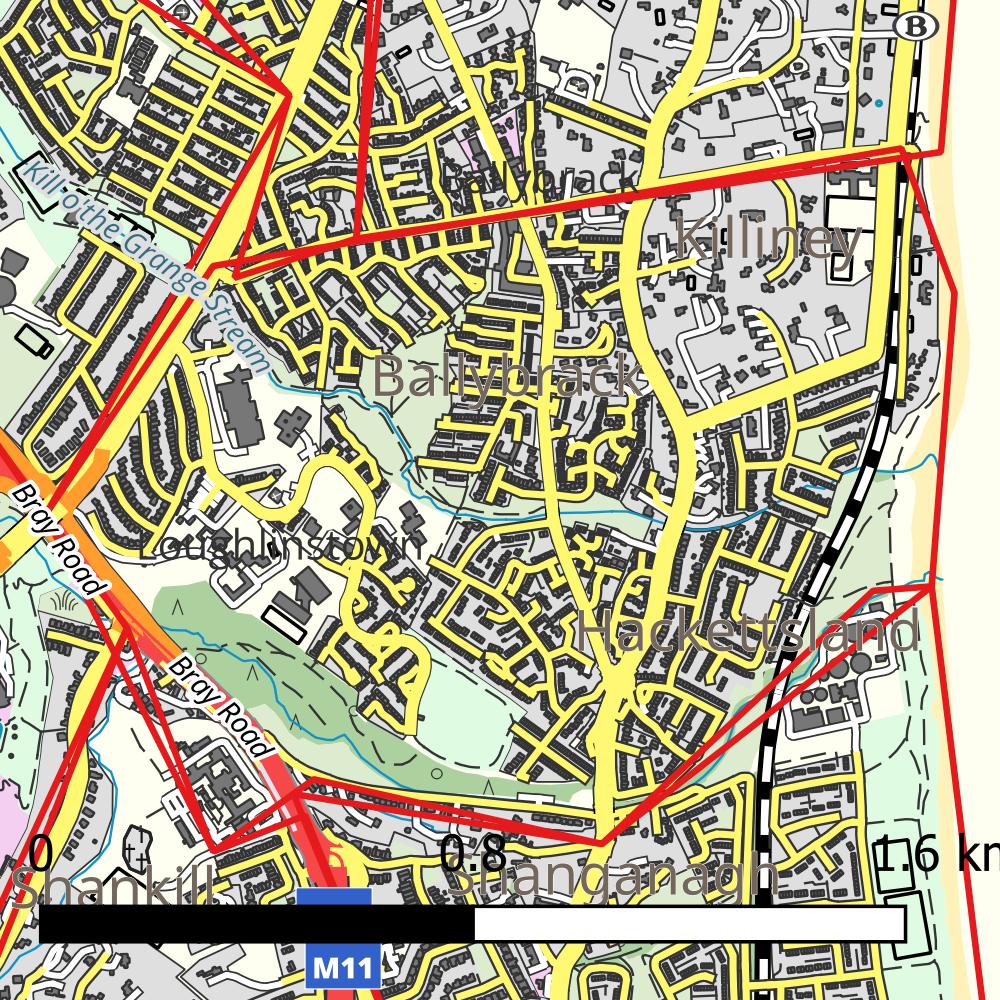 B
Ballybrack
Kill o'the Grange Stream
Killiney
Ballybrack
Bray Road
Loughlinstown
Hackettsland
Bray Road
0 0.8 1.6 km
Shankill Shanganagh
M11